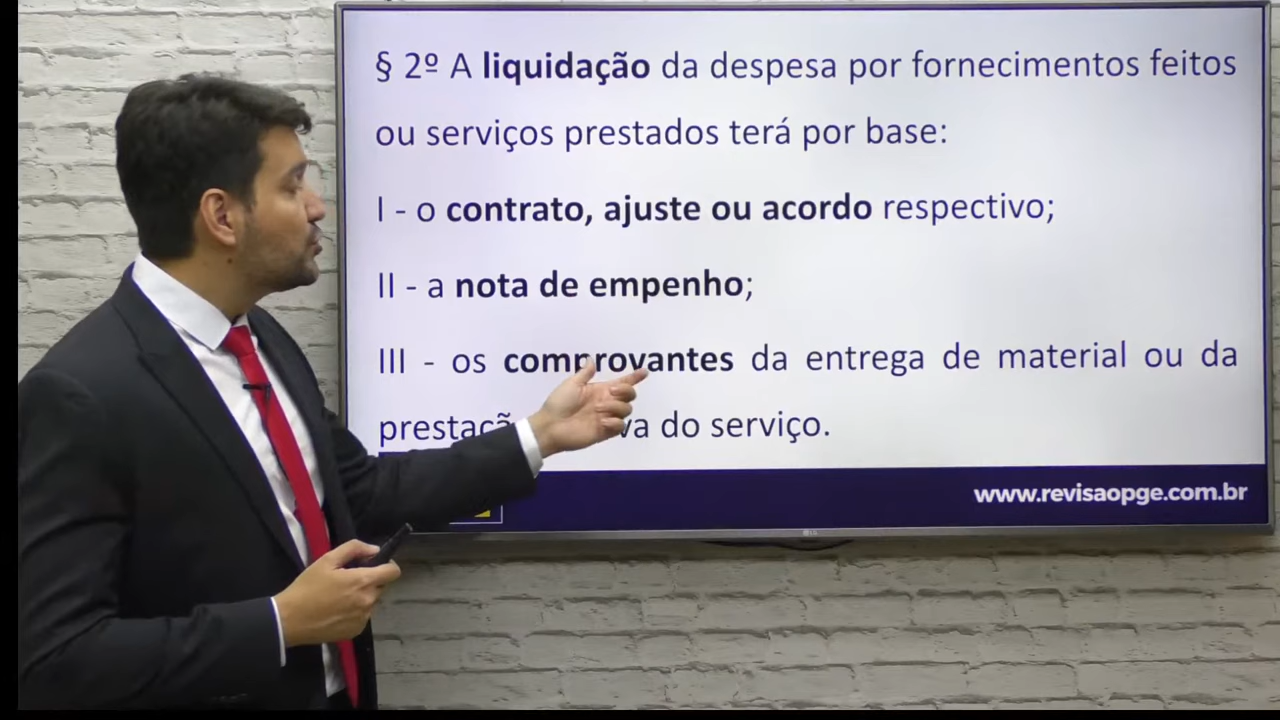 § 2º A liquidação da despesa por fornecimentos feitos
ou serviços prestados terá por base:
I - o contrato, ajuste ou acordo respectivo;
II - a nota de empenho;
III - os comprovantes da entrega de material ou da
do serviço.
www.revisaopge.com.br
LG